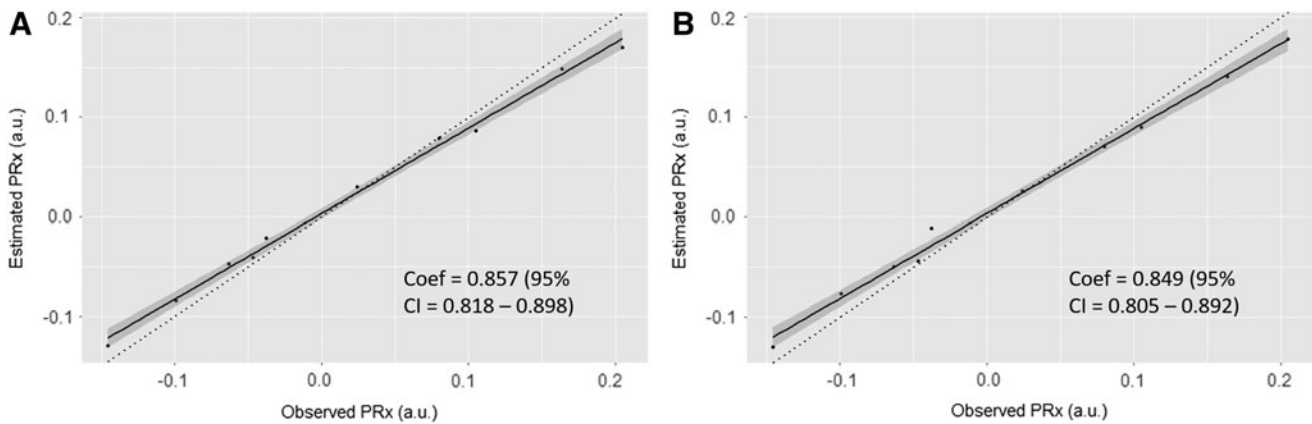 A
0.2
0.1
0.0
-0.1
Estimated PRx (a.u.)
Coef = 0.857 (95%
CI = 0.818 – 0.898)
-0.1
0.0
0.1
0.2
Observed PRx (a.u.)
B
0.2
0.1
0.0
-0.1
Estimated PRx (a.u.)
Coef = 0.849 (95%
CI = 0.805 – 0.892)
-0.1
0.0
0.1
0.2
Observed PRx (a.u.)